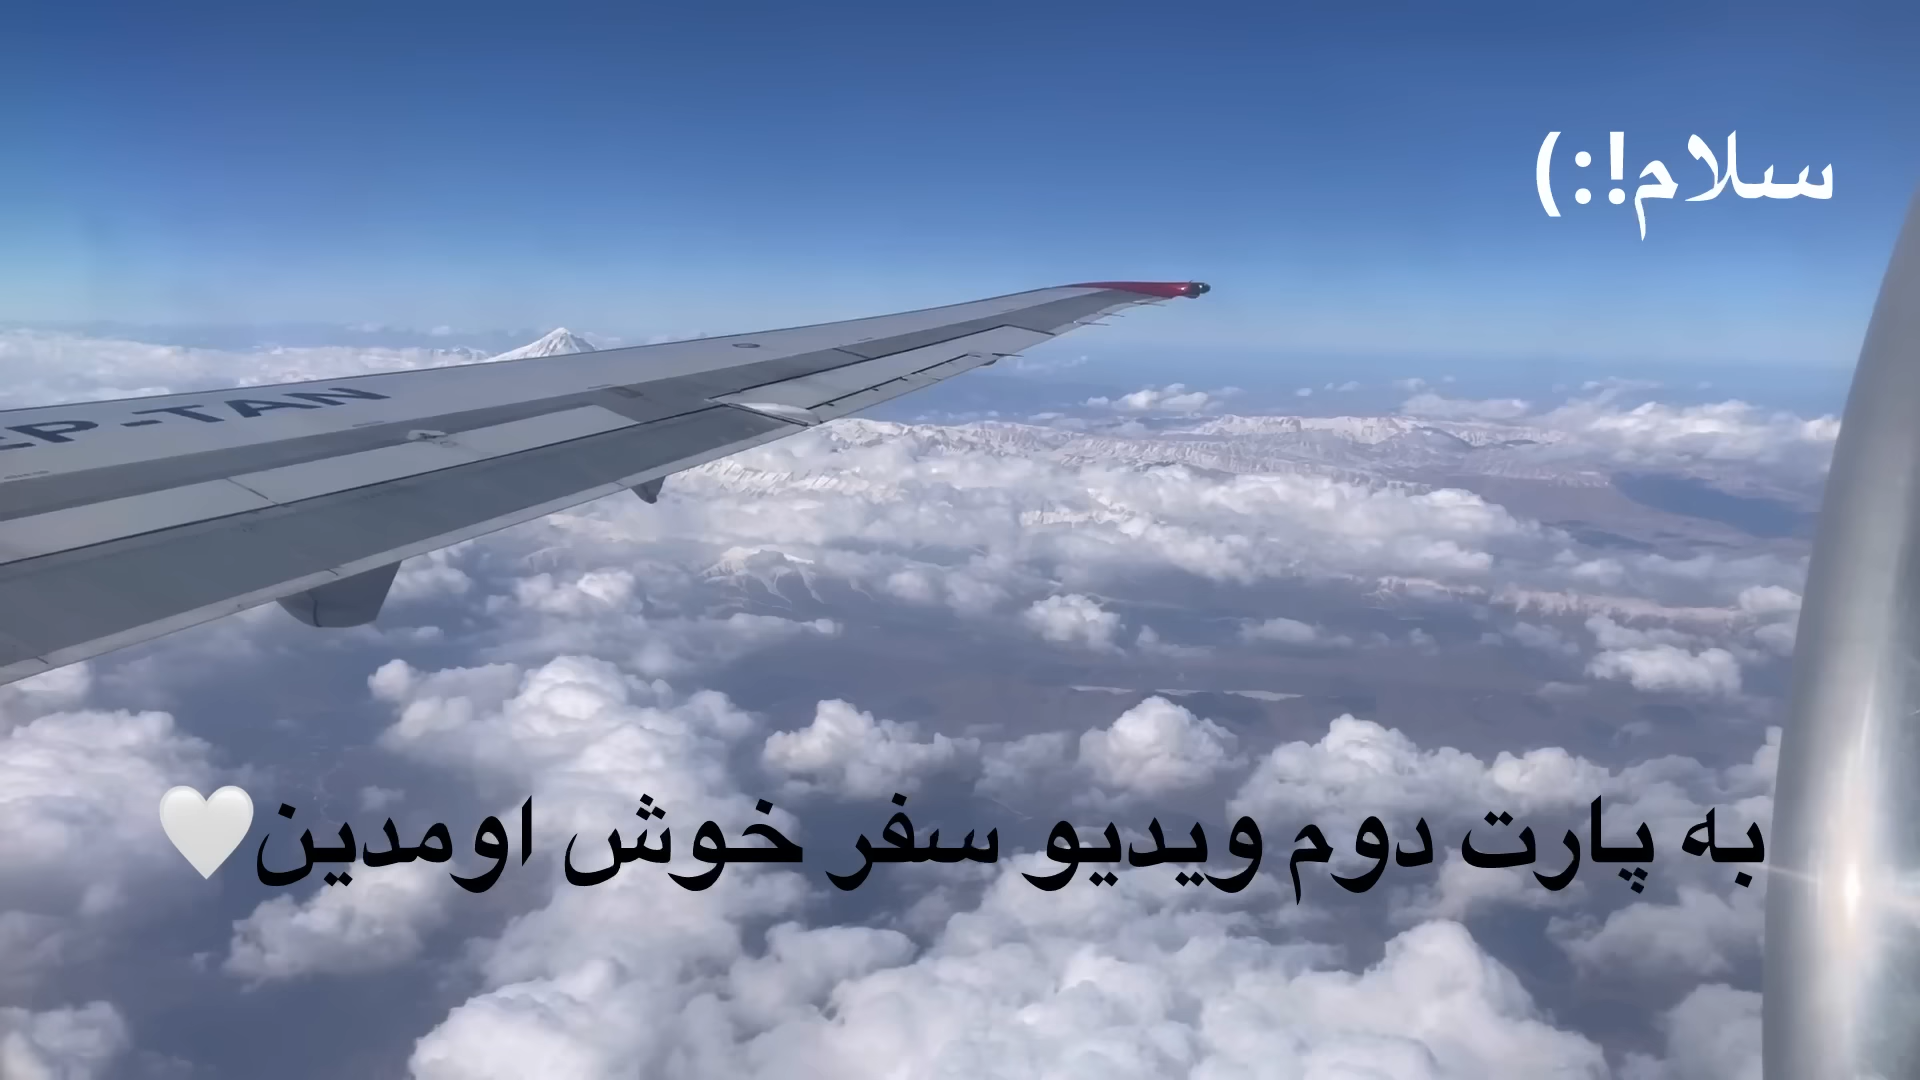 سلام!:)
EP-TAN
به پارت دوم ویدیو سفر خوش اومدین🤍